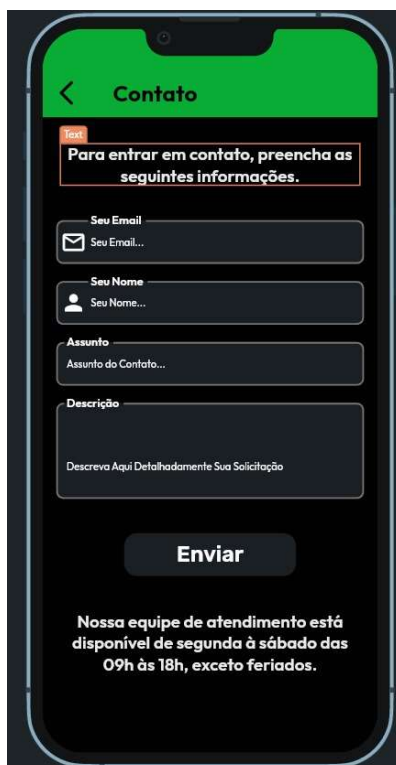 Contato
Text
Para entrar em contato, preencha as
seguintes informações.
Seu Email
Seu Email...
Seu Nome
Seu Nome...
Assunto
Assunto do Contato...
Descrição
Descreva Aqui Detalhadamente Sua Solicitação
Enviar
Nossa equipe de atendimento está
disponível de segunda à sábado das
09h às 18h, exceto feriados.